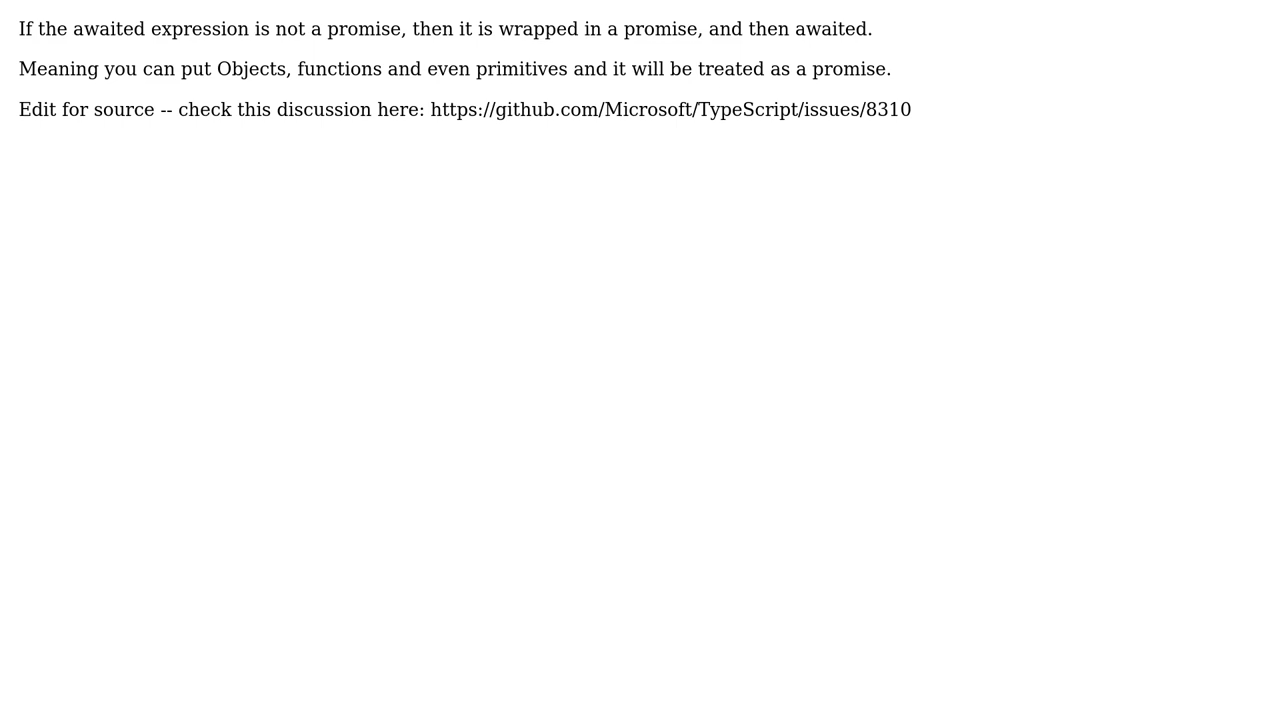 If the awaited expression is not a promise, then it is wrapped in a promise, and then awaited.
Meaning you can put Objects, functions and even primitives and it will be treated as a promise.
Edit for source -- check this discussion here: https://github.com/Microsoft/TypeScript/issues/8310